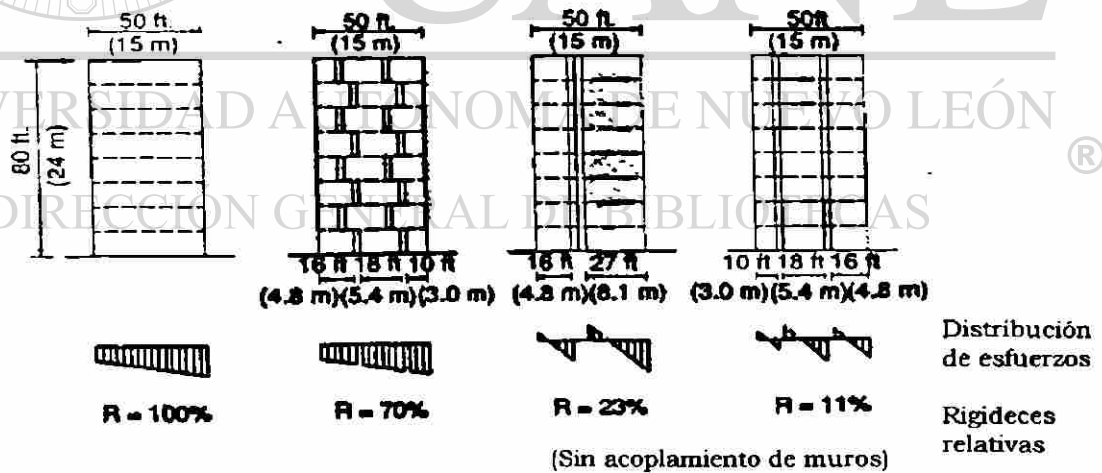 50 ft.
(15 m)
50 ft.
(15 m)
50 ft
(15 m)
50ft
(15 m)
80 ft.
(24 m)
VERSIDAD AUTÓNOMA DE NUEVO LEÓN
®
DIRECCIÓN GENERAL DE BIBLIOTECAS
16 ft 18 ft 10 ft
(4.8 m)(5.4 m)(3.0 m)
16 ft 27 ft
(4.8 m)(8.1 m)
10 ft 18 ft 16 ft
(3.0 m)(5.4 m)(4.8 m)
Distribución
de esfuerzos
R = 100%
R = 70%
R = 23%
R = 11%
Rigideces
relativas
(Sin acoplamiento de muros)